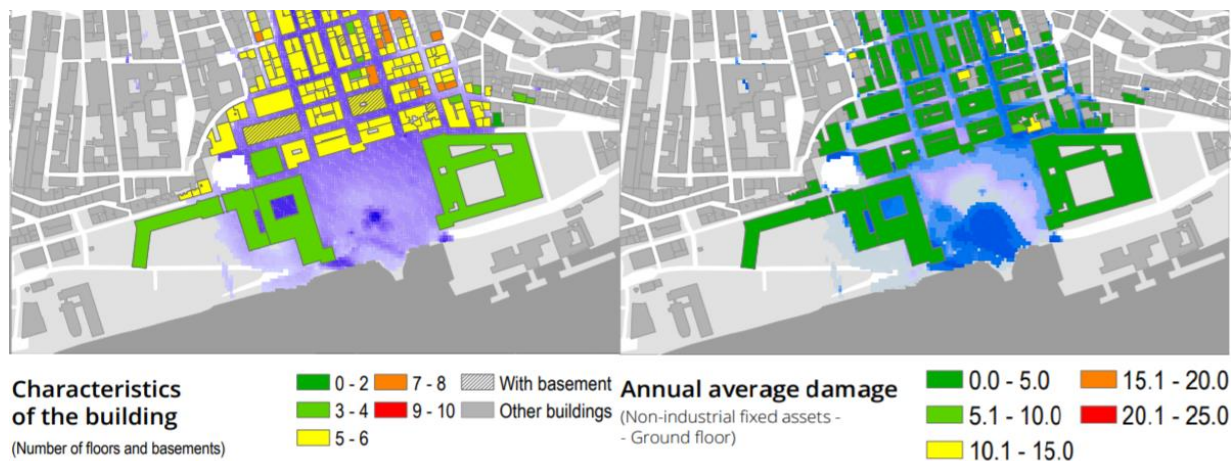 Characteristics
of the building
(Number of floors and basements)
0 - 2
7 - 8
With basement
3 - 4
9 - 10
Other buildings
5 - 6
Annual average damage
(Non-industrial fixed assets -
- Ground floor)
0.0 - 5.0
15.1 - 20.0
5.1 - 10.0
20.1 - 25.0
10.1 - 15.0